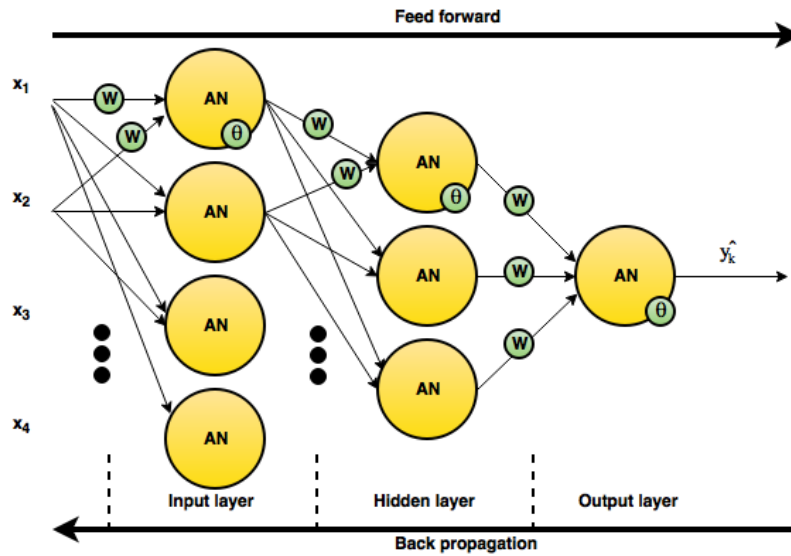 Feed forward
x1
W
AN
θ
W
W
AN
θ
W
x2
AN
W
W
AN
W
AN
θ
ŷk
x3
AN
W
AN
x4
AN
Input layer
Hidden layer
Output layer
Back propagation